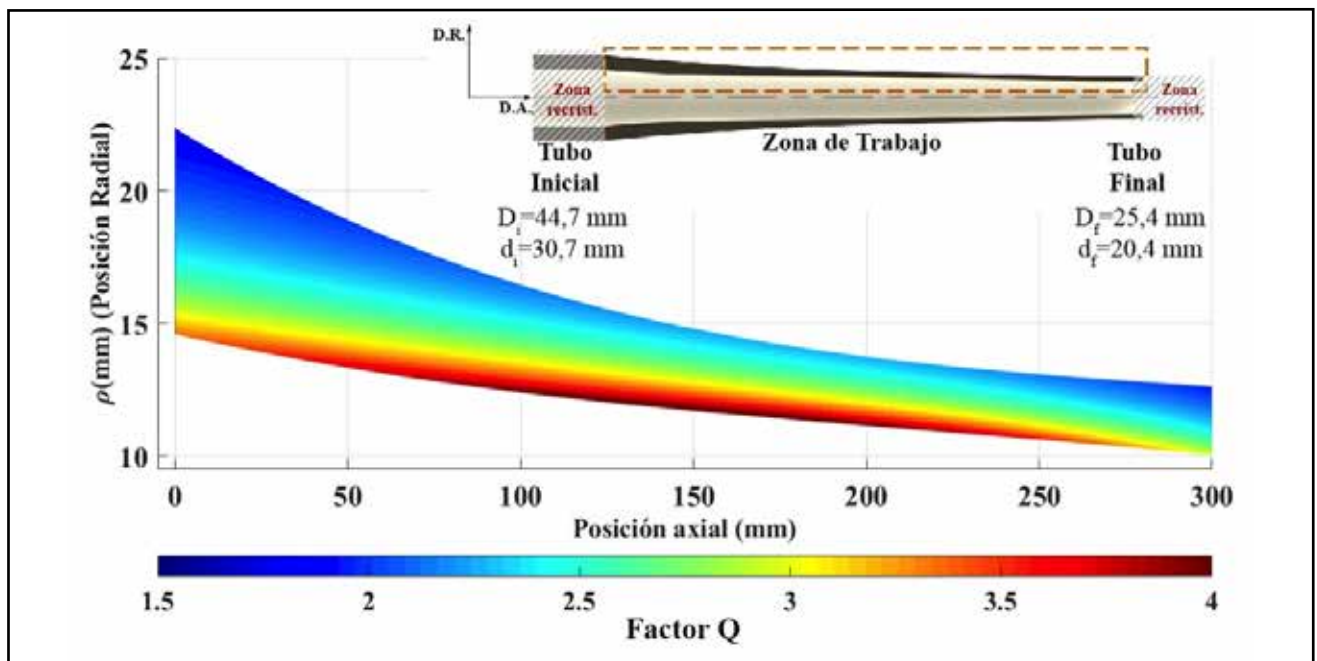 D.R.
25
Zona
recrist.
D.A.
Zona
recrist.
Zona de Trabajo
Tubo
Inicial
Dᵢ=44,7 mm
dᵢ=30,7 mm
Tubo
Final
D_f=25,4 mm
d_f=20,4 mm
20
15
10
ρ(mm) (Posición Radial)
0 50 100 150 200 250 300
Posición axial (mm)
1.5 2 2.5 3 3.5 4
Factor Q